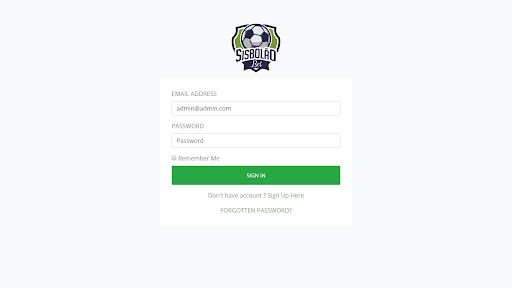 SISBOLAO
Bet
EMAIL ADDRESS
admin@admin.com
PASSWORD
Password
Remember Me
SIGN IN
Don't have account ? Sign Up Here
FORGOTTEN PASSWORD?